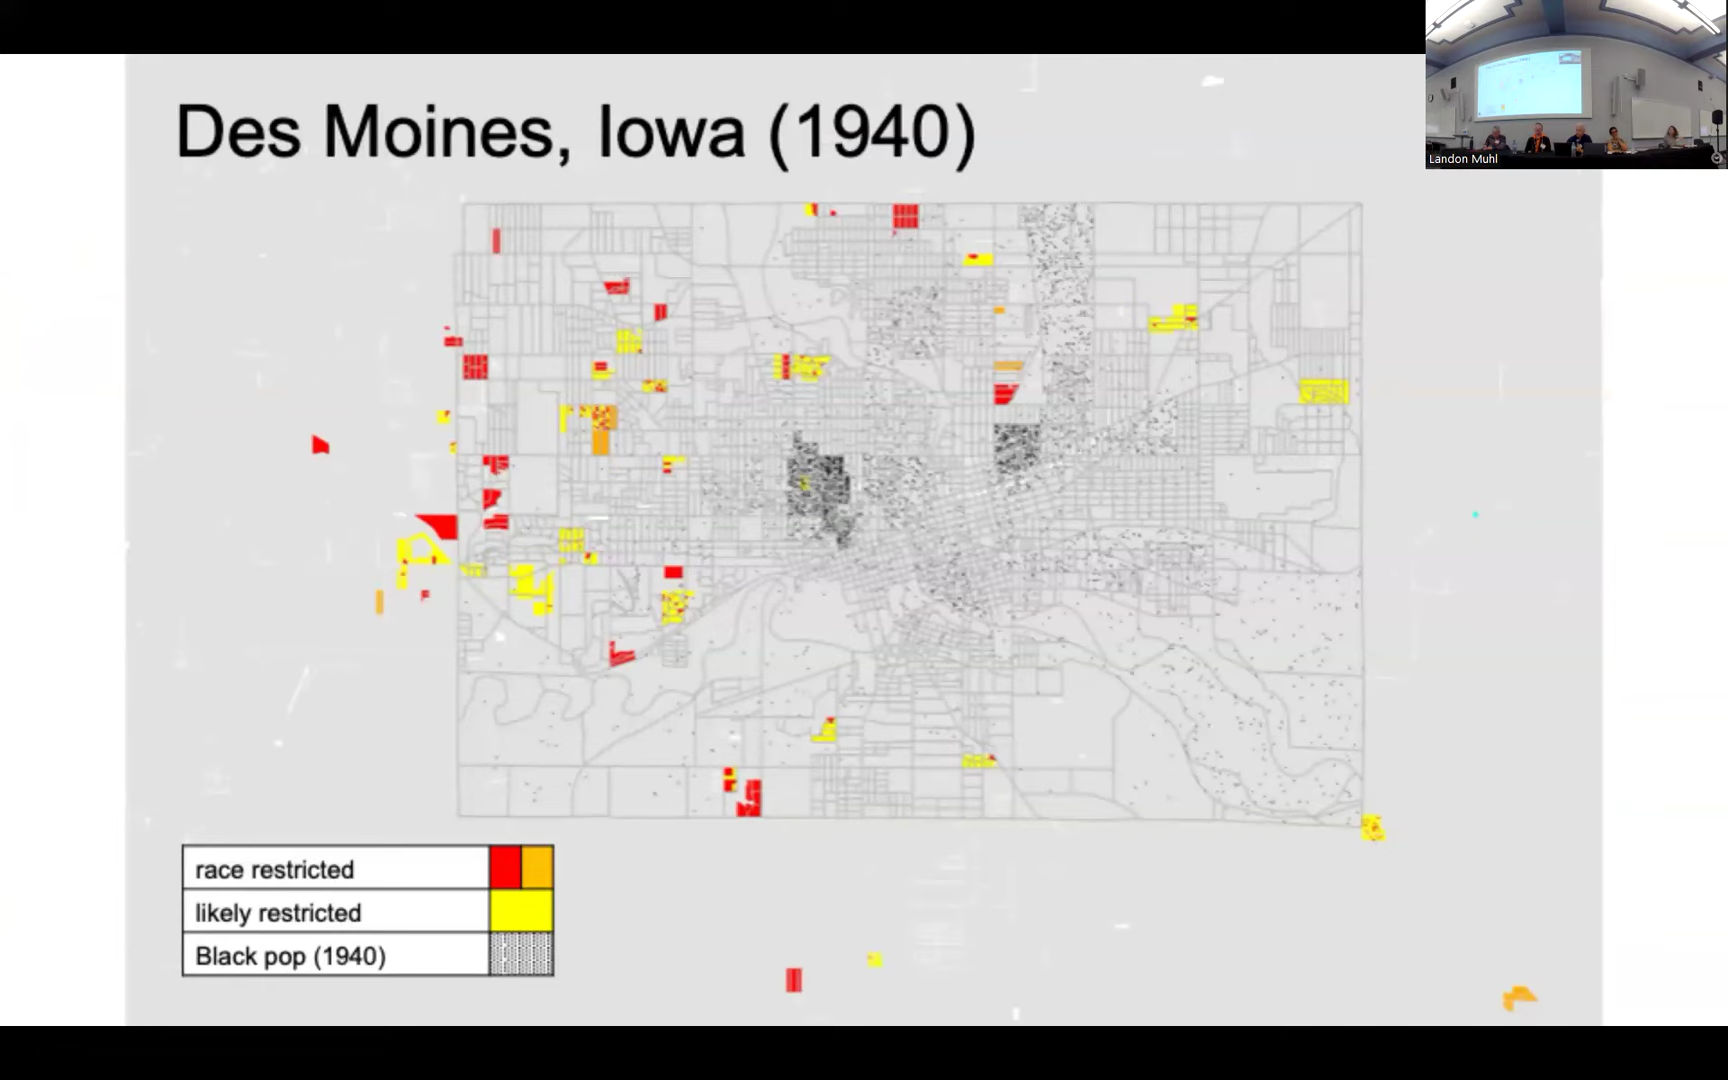 Des Moines, Iowa (1940)
Landon Muhl
race restricted
likely restricted
Black pop (1940)